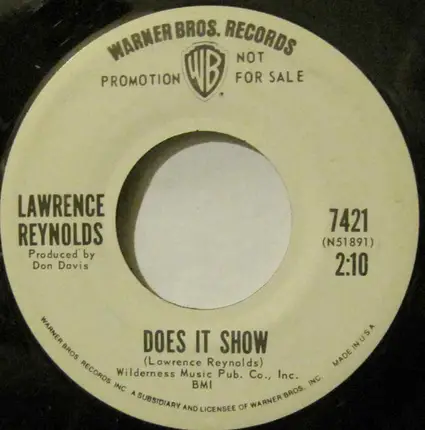 WARNER BROS. RECORDS
WB
PROMOTION NOT
FOR SALE
LAWRENCE
REYNOLDS
Produced by
Don Davis
7421
(N51891)
2:10
DOES IT SHOW
(Lawrence Reynolds)
Wilderness Music Pub. Co., Inc.
BMI
WARNER BROS. RECORDS INC. A SUBSIDIARY AND LICENSEE OF WARNER BROS., INC.
MADE IN U.S.A